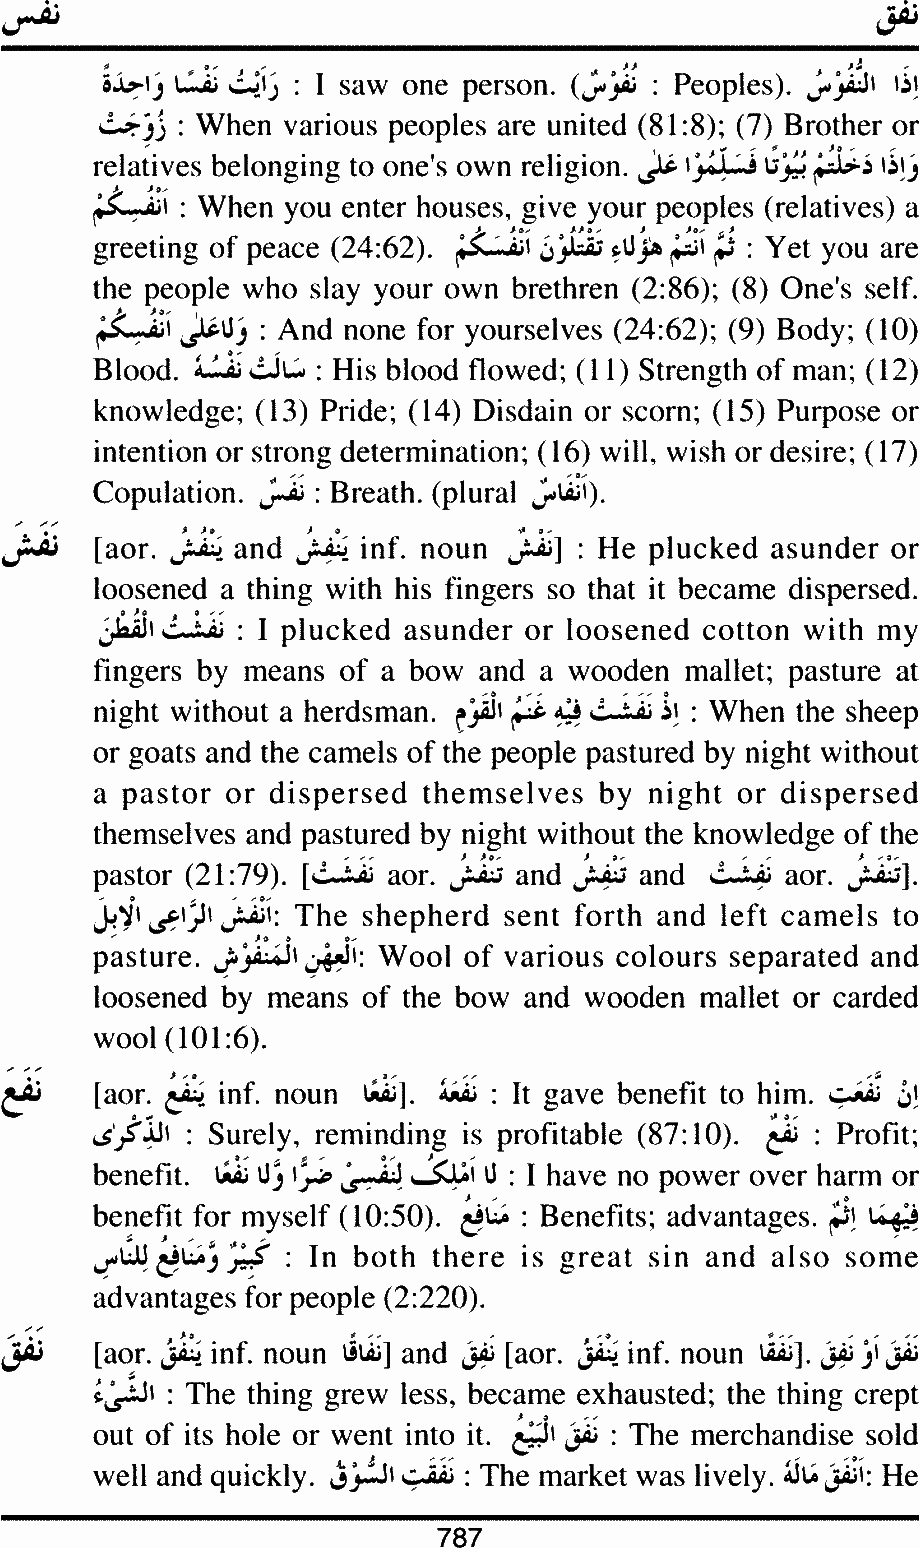 نفس نفق
رَاَيْتُ نَفْسًا وَاحِدَةً : I saw one person. (نُفُوْسٌ : Peoples). اِذَا النُّفُوْسُ
زُوِّجَتْ : When various peoples are united (81:8); (7) Brother or
relatives belonging to one's own religion. وَاِذَا دَخَلْتُمْ بُيُوْتًا فَسَلِّمُوْا عَلٰى
اَنْفُسِكُمْ : When you enter houses, give your peoples (relatives) a
greeting of peace (24:62). ثُمَّ اَنْتُمْ هٰؤُلَاءِ تَقْتُلُوْنَ اَنْفُسَكُمْ : Yet you are
the people who slay your own brethren (2:86); (8) One's self.
وَلَاعَلٰى اَنْفُسِكُمْ : And none for yourselves (24:62); (9) Body; (10)
Blood. سَالَتْ نَفْسُهٗ : His blood flowed; (11) Strength of man; (12)
knowledge; (13) Pride; (14) Disdain or scorn; (15) Purpose or
intention or strong determination; (16) will, wish or desire; (17)
Copulation. نَفَسٌ : Breath. (plural اَنْفَاسٌ).
نَفَشَ [aor. يَنْفُشُ and يَنْفِشُ inf. noun نَفْشٌ] : He plucked asunder or
loosened a thing with his fingers so that it became dispersed.
نَفَشْتُ الْقُطْنَ : I plucked asunder or loosened cotton with my
fingers by means of a bow and a wooden mallet; pasture at
night without a herdsman. اِذْ نَفَشَتْ فِيْهِ غَنَمُ الْقَوْمِ : When the sheep
or goats and the camels of the people pastured by night without
a pastor or dispersed themselves by night or dispersed
themselves and pastured by night without the knowledge of the
pastor (21:79). [نَفَشَتْ aor. تَنْفُشُ and تَنْفِشُ and نَفِشَتْ aor. تَنْفَشُ].
اَنْفَشَ الرَّاعِي الْاِبِلَ: The shepherd sent forth and left camels to
pasture. اَلْعِهْنِ الْمَنْفُوْشِ: Wool of various colours separated and
loosened by means of the bow and wooden mallet or carded
wool (101:6).
نَفَعَ [aor. يَنْفَعُ inf. noun نَفْعًا]. نَفَعَهٗ : It gave benefit to him. اِنْ نَّفَعَتِ
الذِّكْرٰى : Surely, reminding is profitable (87:10). نَفْعٌ : Profit;
benefit. لَا اَمْلِكُ لِنَفْسِيْ ضَرًّا وَّلَا نَفْعًا : I have no power over harm or
benefit for myself (10:50). مَنَافِعُ : Benefits; advantages. فِيْهِمَا اِثْمٌ
كَبِيْرٌ وَّمَنَافِعُ لِلنَّاسِ : In both there is great sin and also some
advantages for people (2:220).
نَفَقَ [aor. يَنْفُقُ inf. noun نَفَاقًا] and نَفِقَ [aor. يَنْفَقُ inf. noun نَفَقًا]. نَفَقَ اَوْ نَفِقَ
الشَّيْءُ : The thing grew less, became exhausted; the thing crept
out of its hole or went into it. نَفَقَ الْبَيْعُ : The merchandise sold
well and quickly. نَفَقَتِ السُّوْقُ : The market was lively. اَنْفَقَ مَالَهٗ: He
787